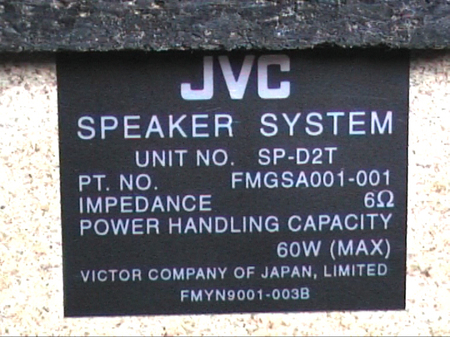 JVC
SPEAKER SYSTEM
UNIT NO. SP-D2T
PT. NO. FMGSA001-001
IMPEDANCE 6Ω
POWER HANDLING CAPACITY
60W (MAX)
VICTOR COMPANY OF JAPAN, LIMITED
FMYN9001-003B